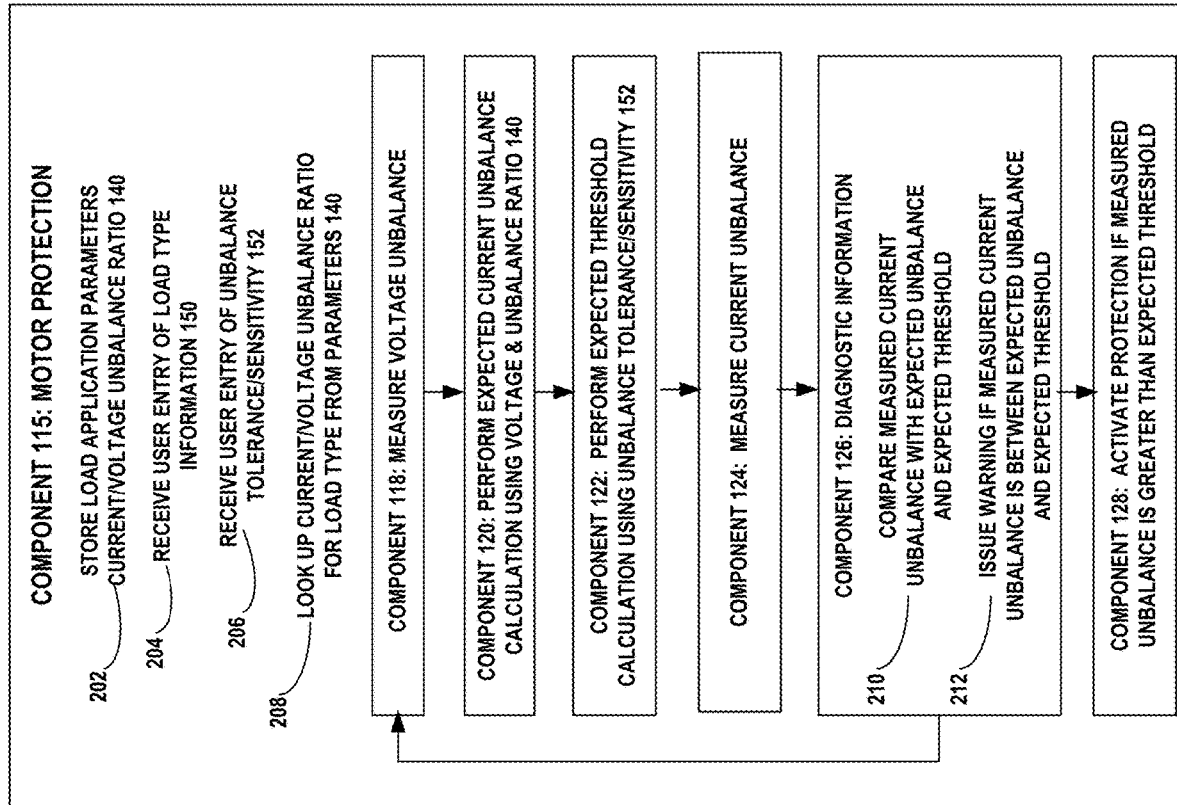 COMPONENT 115: MOTOR PROTECTION
STORE LOAD APPLICATION PARAMETERS
CURRENT/VOLTAGE UNBALANCE RATIO 140
202
RECEIVE USER ENTRY OF LOAD TYPE
INFORMATION 150
204
RECEIVE USER ENTRY OF UNBALANCE
TOLERANCE/SENSITIVITY 152
206
LOOK UP CURRENT/VOLTAGE UNBALANCE RATIO
FOR LOAD TYPE FROM PARAMETERS 140
208
COMPONENT 118: MEASURE VOLTAGE UNBALANCE
COMPONENT 120: PERFORM EXPECTED CURRENT UNBALANCE
CALCULATION USING VOLTAGE & UNBALANCE RATIO 140
COMPONENT 122: PERFORM EXPECTED THRESHOLD
CALCULATION USING UNBALANCE TOLERANCE/SENSITIVITY 152
COMPONENT 124: MEASURE CURRENT UNBALANCE
COMPONENT 126: DIAGNOSTIC INFORMATION
COMPARE MEASURED CURRENT
UNBALANCE WITH EXPECTED UNBALANCE
AND EXPECTED THRESHOLD
210
ISSUE WARNING IF MEASURED CURRENT
UNBALANCE IS BETWEEN EXPECTED UNBALANCE
AND EXPECTED THRESHOLD
212
COMPONENT 128: ACTIVATE PROTECTION IF MEASURED
UNBALANCE IS GREATER THAN EXPECTED THRESHOLD